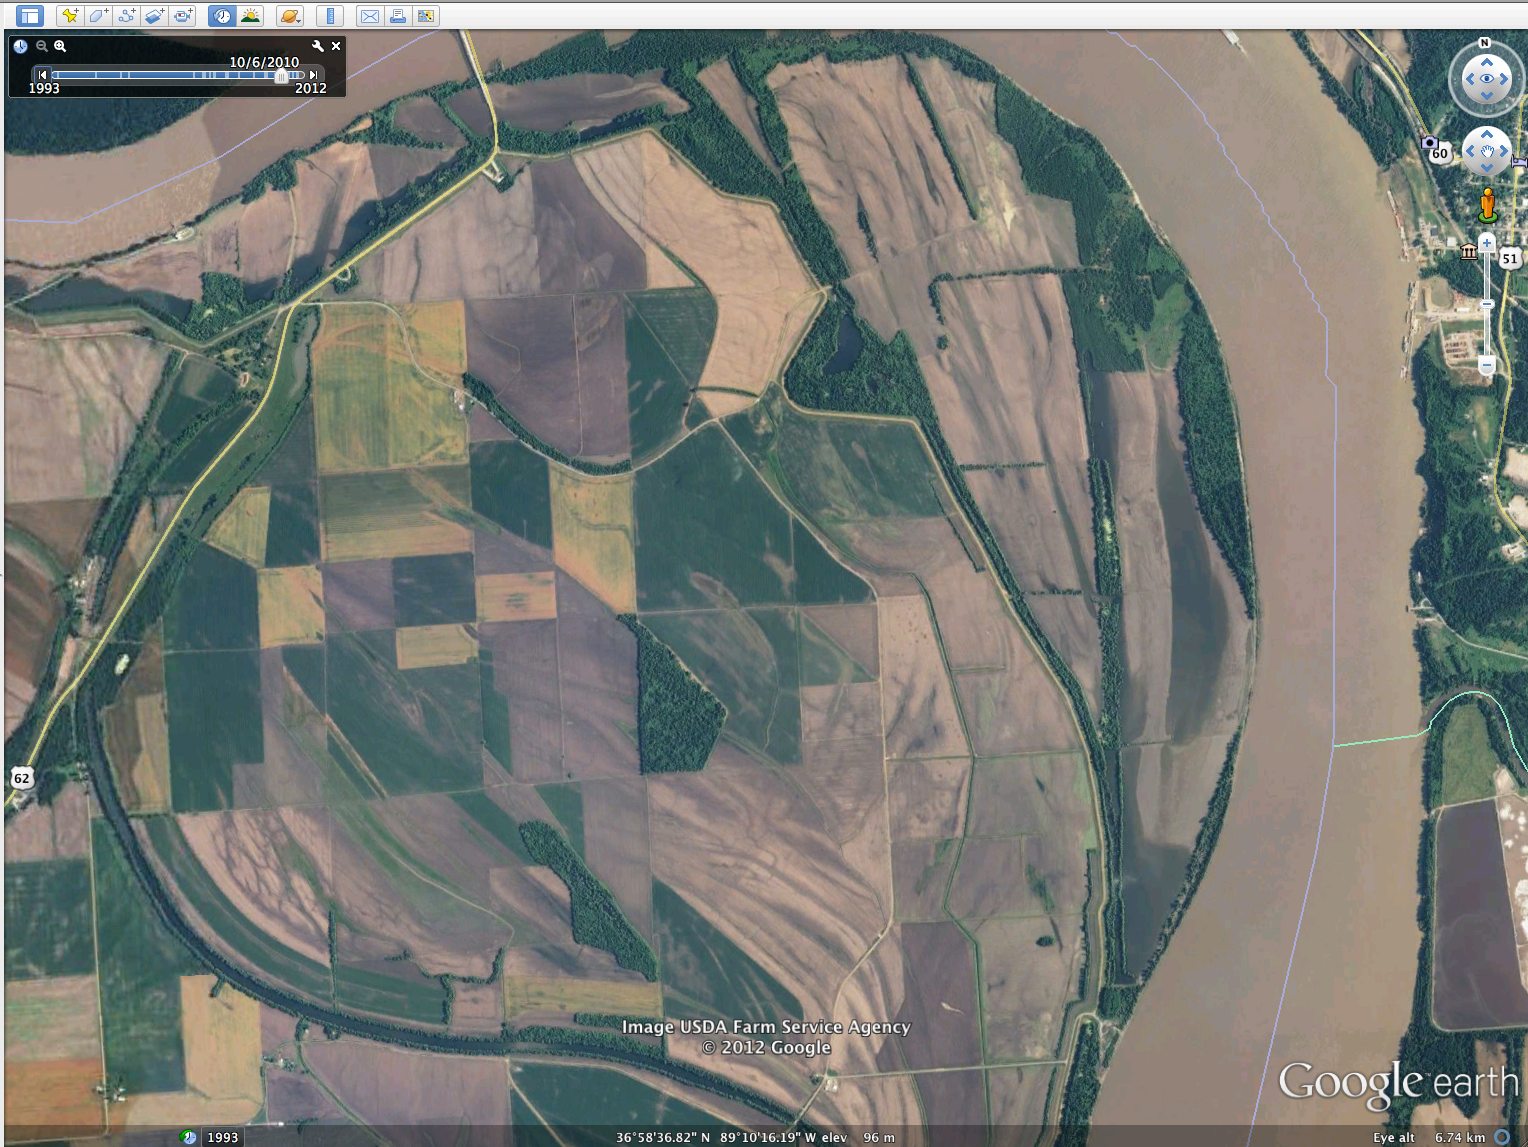 10/6/2010
1993
2012
N
60
51
62
Image USDA Farm Service Agency
© 2012 Google
Google earth
1993
36°58'36.82" N 89°10'16.19" W elev 96 m
Eye alt 6.74 km